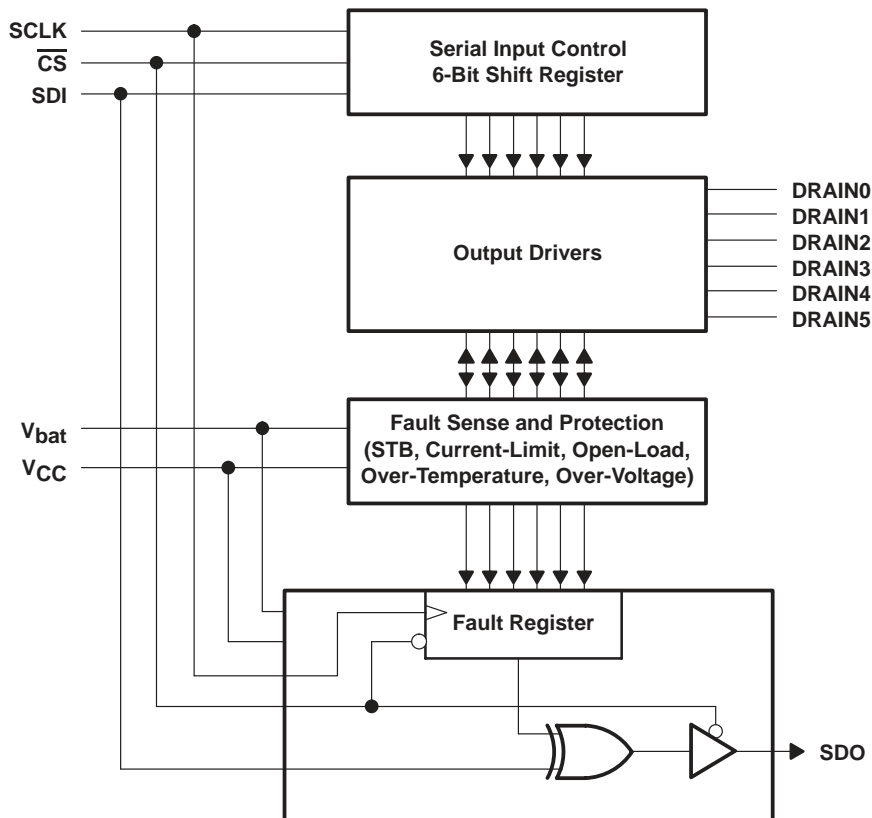 SCLK
CS
SDI
Serial Input Control
6-Bit Shift Register
Output Drivers
DRAIN0
DRAIN1
DRAIN2
DRAIN3
DRAIN4
DRAIN5
Vbat
VCC
Fault Sense and Protection
(STB, Current-Limit, Open-Load,
Over-Temperature, Over-Voltage)
Fault Register
SDO